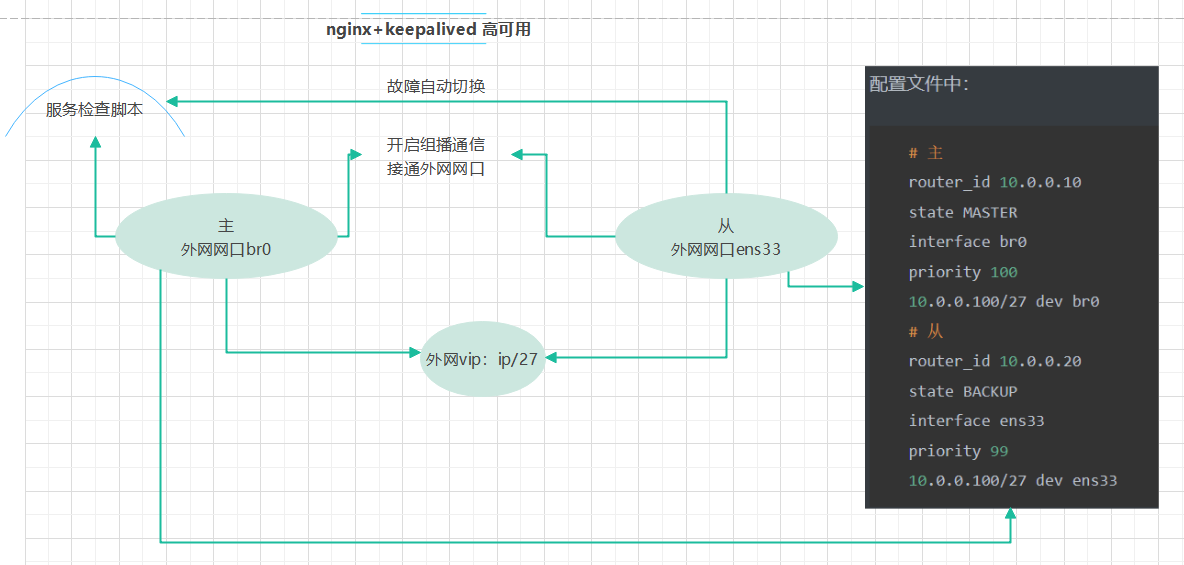 nginx+keepalived 高可用
故障自动切换
服务检查脚本
开启组播通信
接通外网网口
主
外网网口br0
从
外网网口ens33
外网vip：ip/27
配置文件中：
# 主
router_id 10.0.0.10
state MASTER
interface br0
priority 100
10.0.0.100/27 dev br0
# 从
router_id 10.0.0.20
state BACKUP
interface ens33
priority 99
10.0.0.100/27 dev ens33